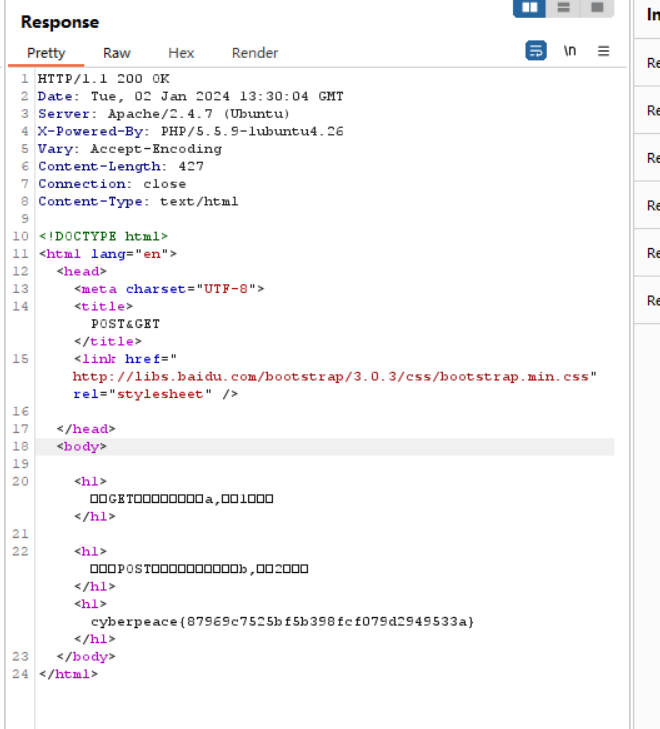 Response
In
Pretty Raw Hex Render \n
1 HTTP/1.1 200 OK
2 Date: Tue, 02 Jan 2024 13:30:04 GMT
3 Server: Apache/2.4.7 (Ubuntu)
4 X-Powered-By: PHP/5.5.9-1ubuntu4.26
5 Vary: Accept-Encoding
6 Content-Length: 427
7 Connection: close
8 Content-Type: text/html
9
10 <!DOCTYPE html>
11 <html lang="en">
12 <head>
13 <meta charset="UTF-8">
14 <title>
POST&GET
</title>
15 <link href="
http://libs.baidu.com/bootstrap/3.0.3/css/bootstrap.min.css"
rel="stylesheet" />
16
17 </head>
18 <body>
19
20 <h1>
□□GET□□□□□□□□a,□□1□□□
</h1>
21
22 <h1>
□□□POST□□□□□□□□□□b,□□2□□□
</h1>
<h1>
cyberpeace{87969c7525bf5b398fcf079d2949533a}
</h1>
23 </body>
24 </html>
Re
Re
Re
Re
Re
Re